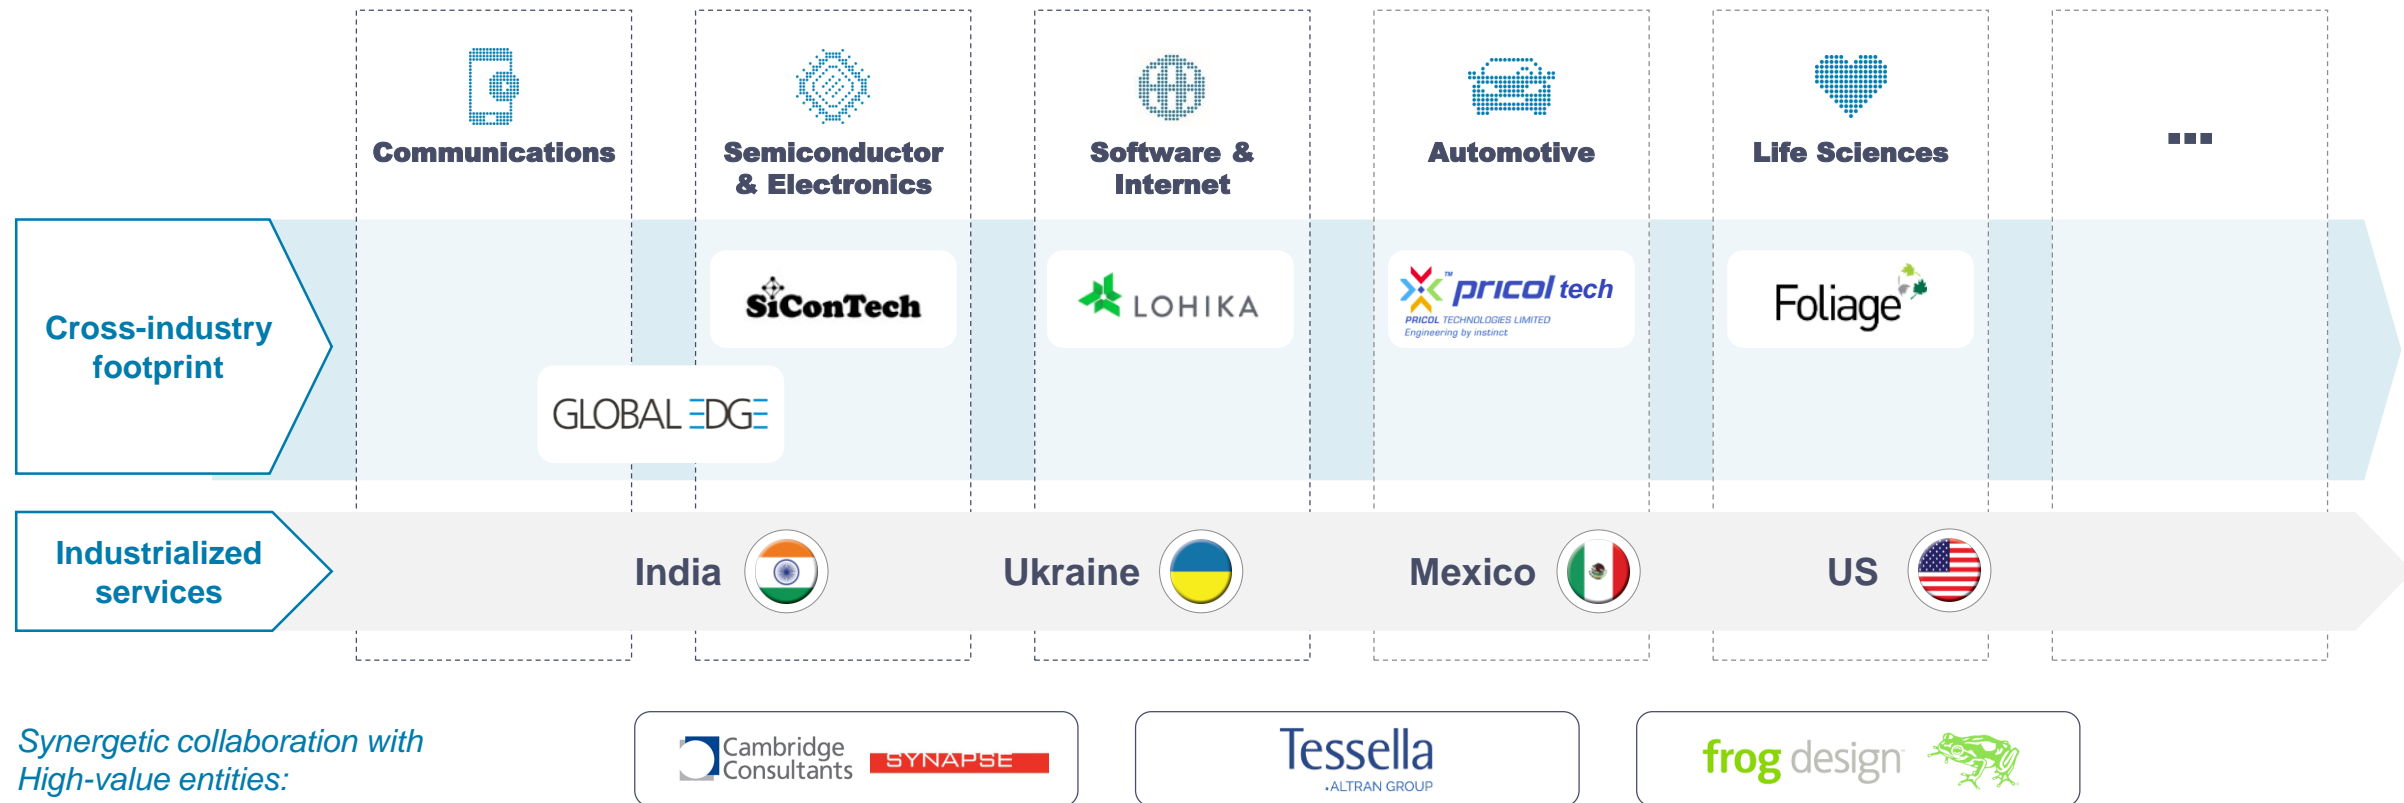 Communications
Semiconductor
& Electronics
Software &
Internet
Automotive
Life Sciences
...
Cross-industry
footprint
SiConTech
LOHIKA
™
pricol tech
PRICOL TECHNOLOGIES LIMITED
Engineering by instinct
Foliage
GLOBAL EDGE
Industrialized
services
India
Ukraine
Mexico
US
Synergetic collaboration with
High-value entities:
Cambridge
Consultants
SYNAPSE
Tessella
ALTRAN GROUP
frog design